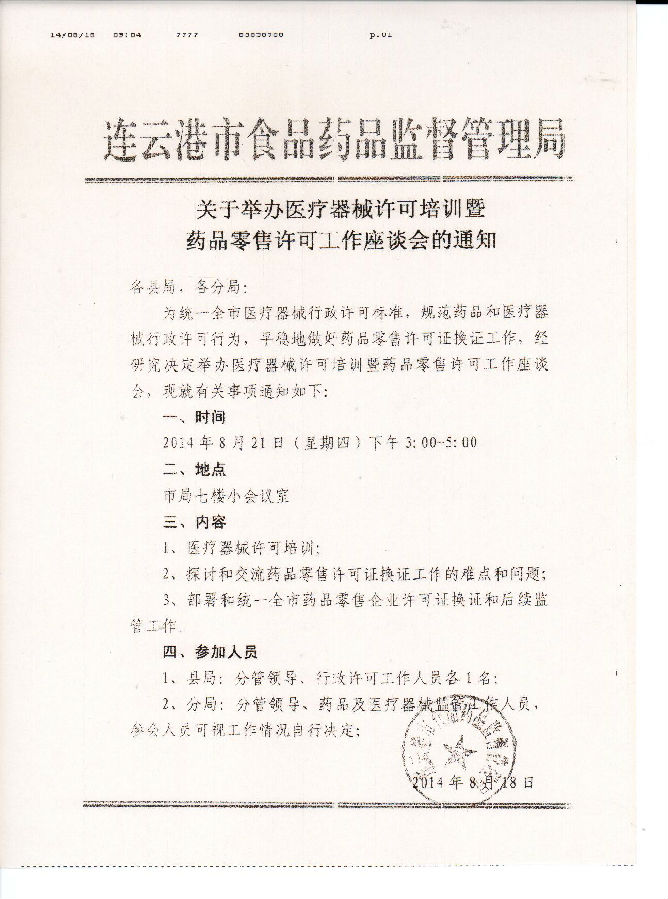 14/08/18 09:04 7777 p.01
连云港市食品药品监督管理局
关于举办医疗器械许可培训暨
药品零售许可工作座谈会的通知
各县局、各分局：
为统一全市医疗器械行政许可标准，规范药品和医疗器
械行政许可行为，平稳地做好药品零售许可证换证工作，经
研究决定举办医疗器械许可培训暨药品零售许可工作座谈
会，现就有关事项通知如下：
一、时间
2014年8月21日（星期四）下午3:00-5:00
二、地点
市局七楼小会议室
三、内容
1、医疗器械许可培训；
2、探讨和交流药品零售许可证换证工作的难点和问题；
3、部署和统一全市药品零售企业许可证换证和后续监
管工作。
四、参加人员
1、县局：分管领导、行政许可工作人员各1名；
2、分局：分管领导、药品及医疗器械监管工作人员，
参会人员可视工作情况自行决定；
2014年8月18日